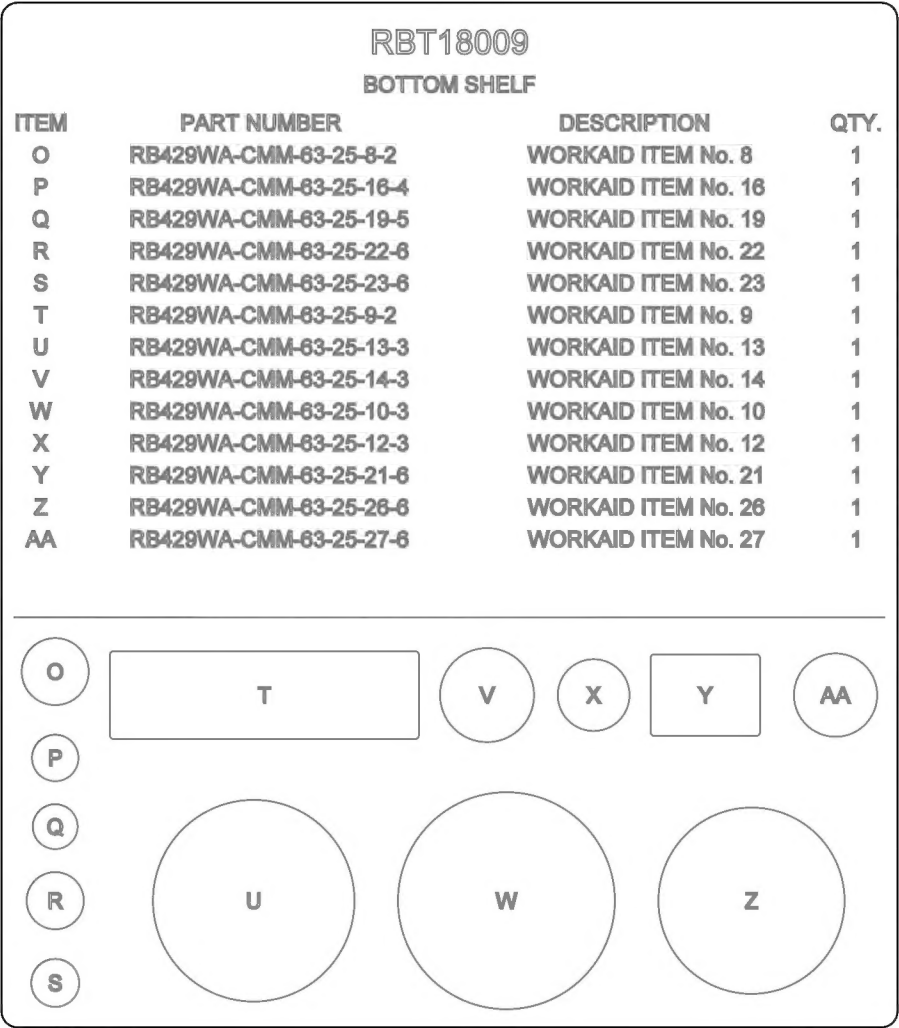 RBT18009
BOTTOM SHELF
ITEM PART NUMBER DESCRIPTION QTY.
O RB429WA-CMM-63-25-8-2 WORKAID ITEM No. 8 1
P RB429WA-CMM-63-25-16-4 WORKAID ITEM No. 16 1
Q RB429WA-CMM-63-25-19-5 WORKAID ITEM No. 19 1
R RB429WA-CMM-63-25-22-6 WORKAID ITEM No. 22 1
S RB429WA-CMM-63-25-23-6 WORKAID ITEM No. 23 1
T RB429WA-CMM-63-25-9-2 WORKAID ITEM No. 9 1
U RB429WA-CMM-63-25-13-3 WORKAID ITEM No. 13 1
V RB429WA-CMM-63-25-14-3 WORKAID ITEM No. 14 1
W RB429WA-CMM-63-25-10-3 WORKAID ITEM No. 10 1
X RB429WA-CMM-63-25-12-3 WORKAID ITEM No. 12 1
Y RB429WA-CMM-63-25-21-6 WORKAID ITEM No. 21 1
Z RB429WA-CMM-63-25-26-6 WORKAID ITEM No. 26 1
AA RB429WA-CMM-63-25-27-6 WORKAID ITEM No. 27 1
O
T V X Y AA
P
Q
R U W Z
S